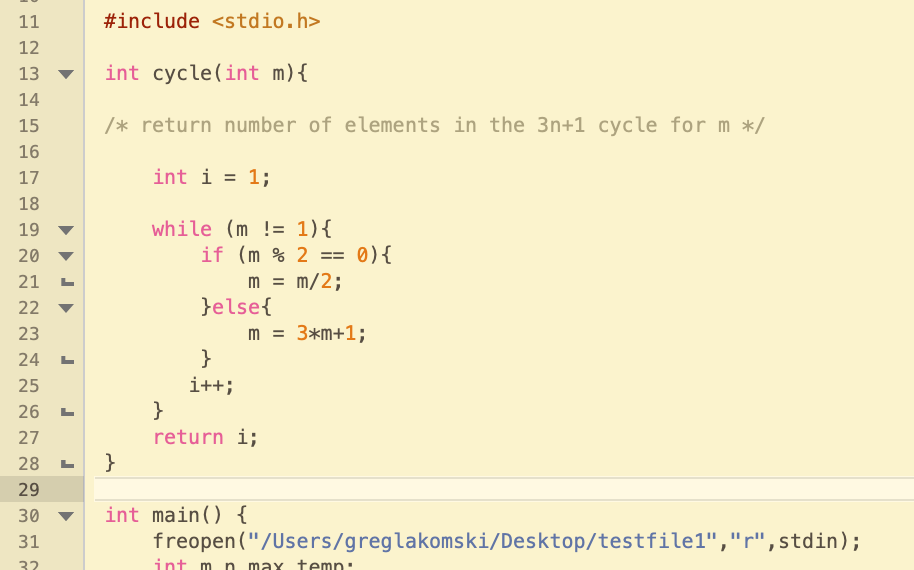 11 #include <stdio.h>
12
13 int cycle(int m){
14
15 /* return number of elements in the 3n+1 cycle for m */
16
17     int i = 1;
18
19     while (m != 1){
20         if (m % 2 == 0){
21             m = m/2;
22         }else{
23             m = 3*m+1;
24         }
25        i++;
26     }
27     return i;
28 }
29
30 int main() {
31     freopen("/Users/greglakomski/Desktop/testfile1","r",stdin);
32     int m,n,max,temp;